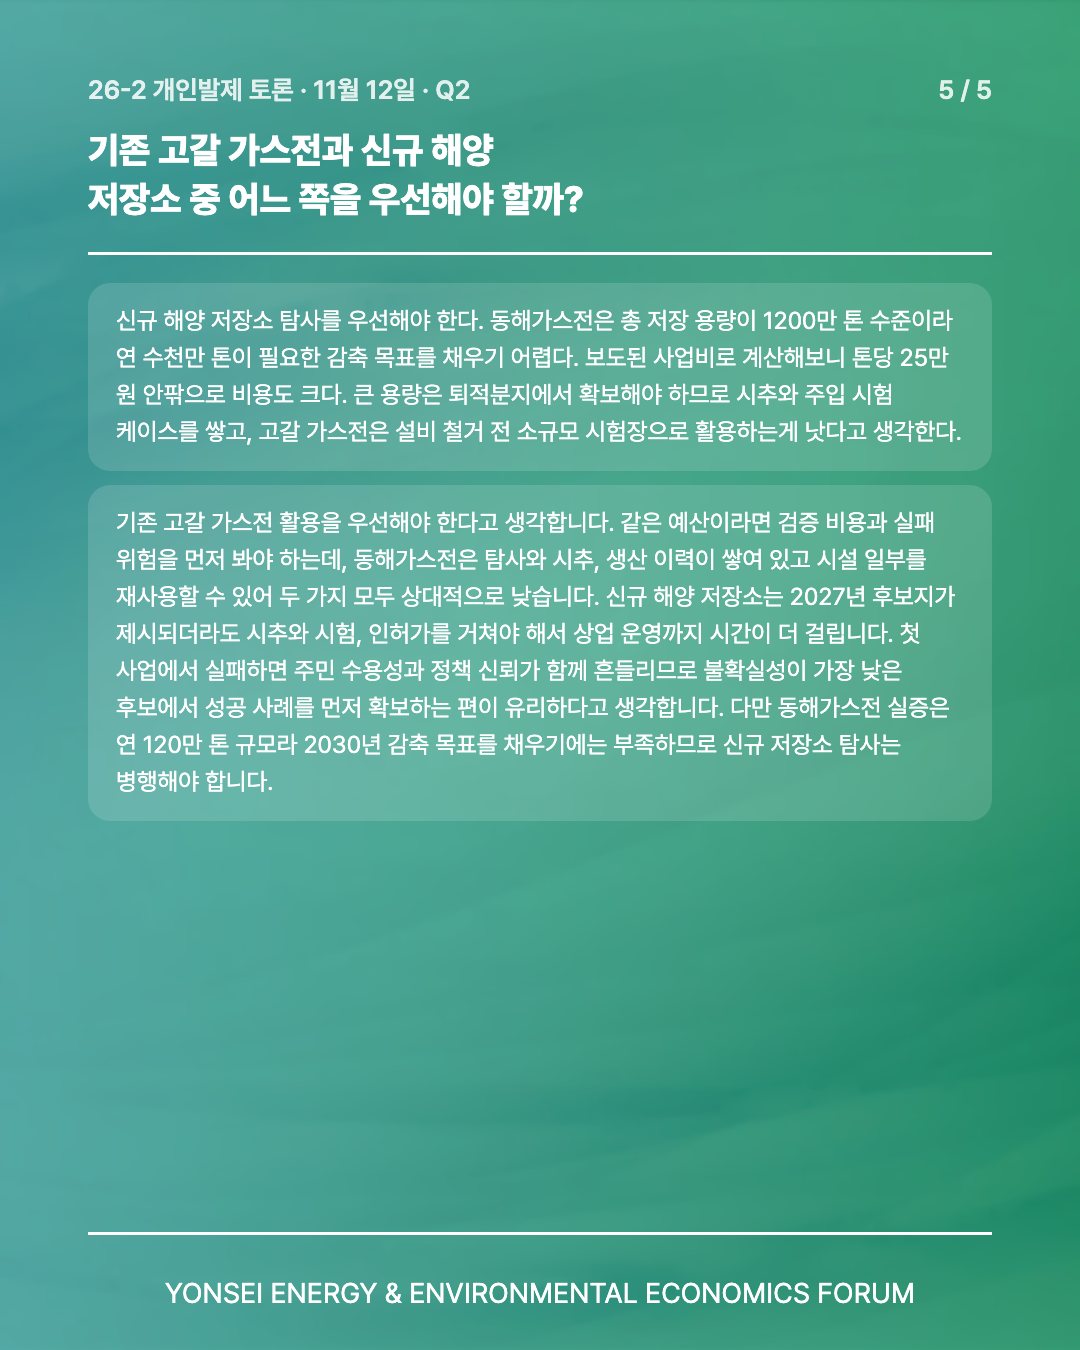 26-2 개인발제 토론 · 11월 12일 · Q2
5 / 5
기존 고갈 가스전과 신규 해양
저장소 중 어느 쪽을 우선해야 할까?
신규 해양 저장소 탐사를 우선해야 한다. 동해가스전은 총 저장 용량이 1200만 톤 수준이라
연 수천만 톤이 필요한 감축 목표를 채우기 어렵다. 보도된 사업비로 계산해보니 톤당 25만
원 안팎으로 비용도 크다. 큰 용량은 퇴적분지에서 확보해야 하므로 시추와 주입 시험
케이스를 쌓고, 고갈 가스전은 설비 철거 전 소규모 시험장으로 활용하는게 낫다고 생각한다.
기존 고갈 가스전 활용을 우선해야 한다고 생각합니다. 같은 예산이라면 검증 비용과 실패
위험을 먼저 봐야 하는데, 동해가스전은 탐사와 시추, 생산 이력이 쌓여 있고 시설 일부를
재사용할 수 있어 두 가지 모두 상대적으로 낮습니다. 신규 해양 저장소는 2027년 후보지가
제시되더라도 시추와 시험, 인허가를 거쳐야 해서 상업 운영까지 시간이 더 걸립니다. 첫
사업에서 실패하면 주민 수용성과 정책 신뢰가 함께 흔들리므로 불확실성이 가장 낮은
후보에서 성공 사례를 먼저 확보하는 편이 유리하다고 생각합니다. 다만 동해가스전 실증은
연 120만 톤 규모라 2030년 감축 목표를 채우기에는 부족하므로 신규 저장소 탐사는
병행해야 합니다.
YONSEI ENERGY & ENVIRONMENTAL ECONOMICS FORUM